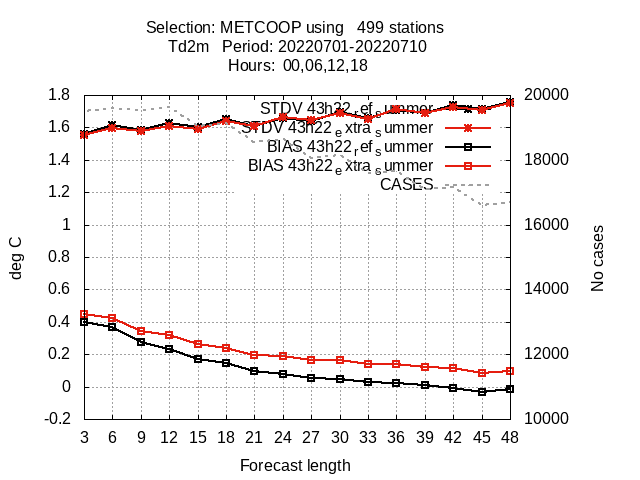 Selection: METCOOP using 499 stations
Td2m Period: 20220701-20220710
Hours: 00,06,12,18
1.8
1.6
1.4
1.2
1
0.8
0.6
0.4
0.2
0
-0.2
deg C
STDV 43h22_ref_summer
STDV 43h22_extra_summer
BIAS 43h22_ref_summer
BIAS 43h22_extra_summer
CASES
20000
18000
16000
14000
12000
10000
No cases
3 6 9 12 15 18 21 24 27 30 33 36 39 42 45 48
Forecast length